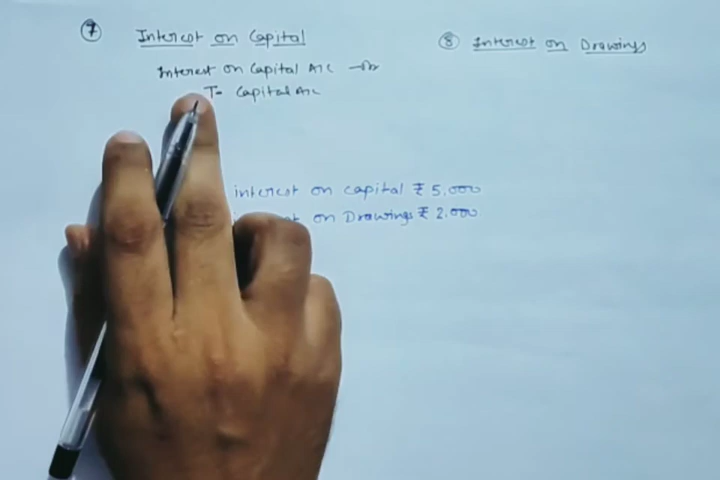 ⑦ Interest on Capital
Interest on Capital A/c Dr
To Capital A/c
⑧ Interest on Drawings
interest on capital ₹ 5,000
on Drawings ₹ 2,000